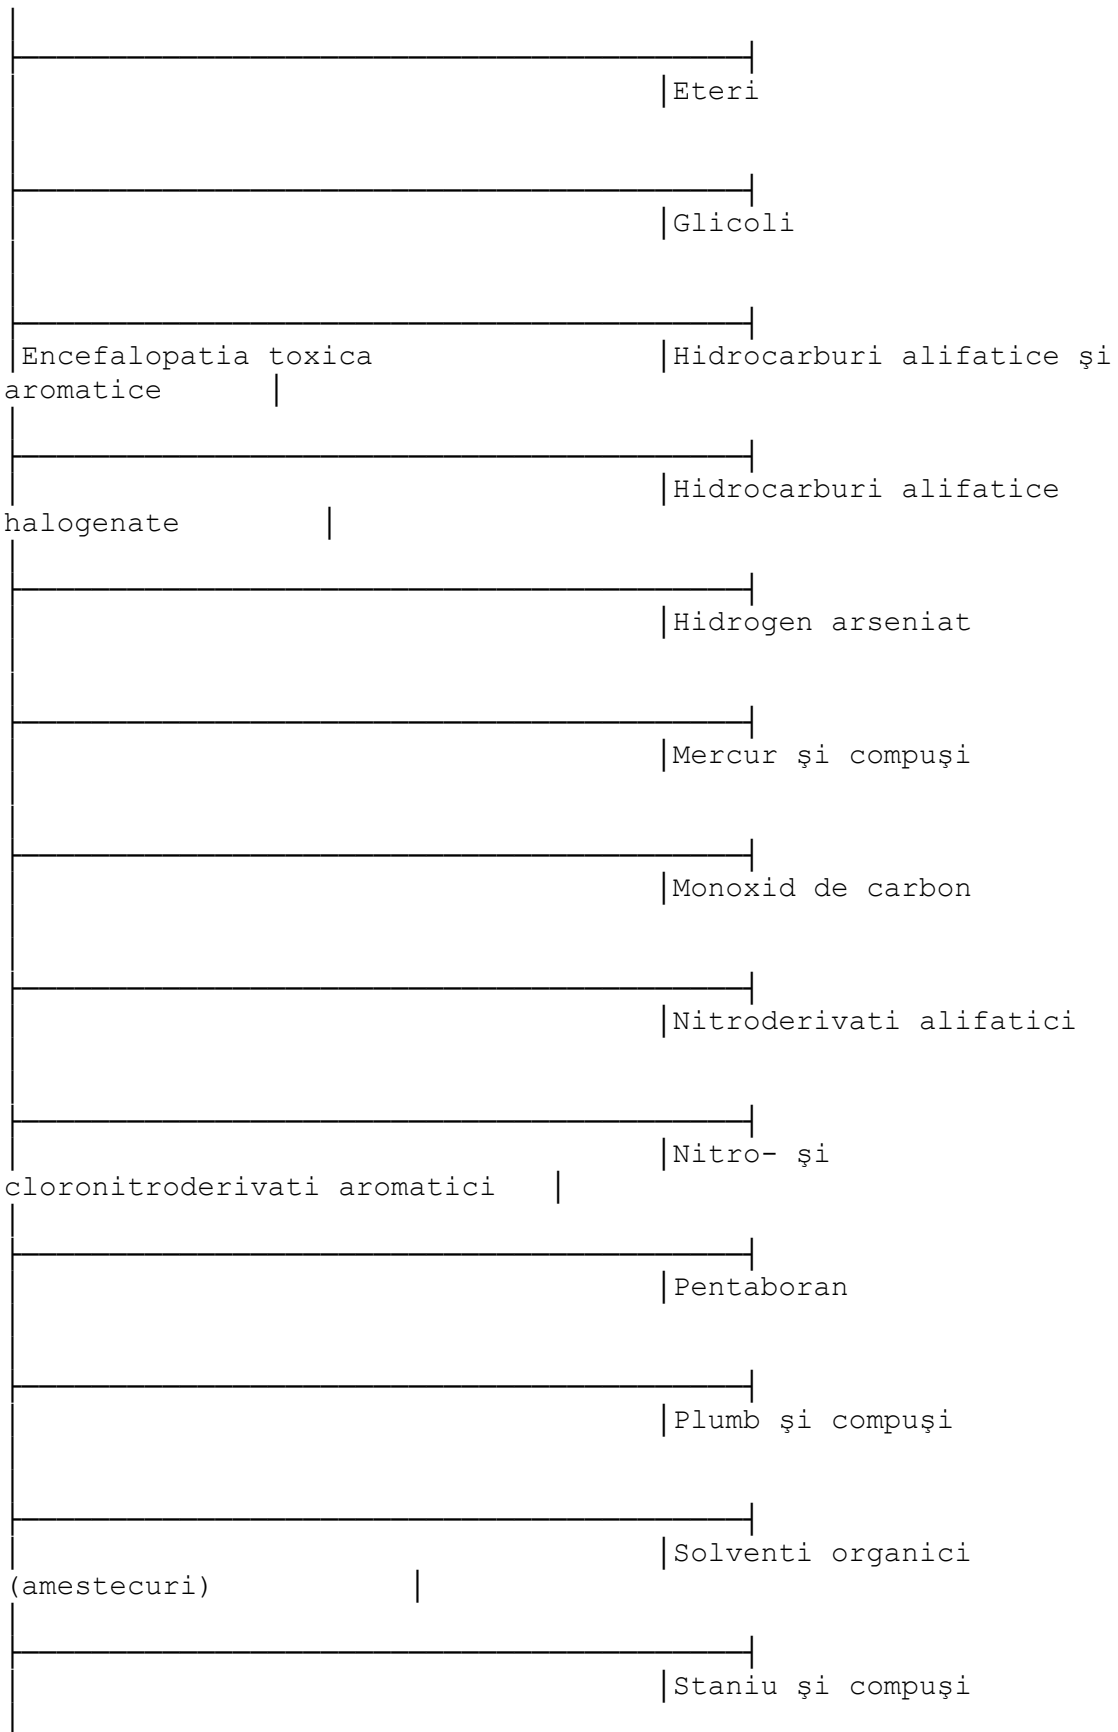 Eteri
Glicoli
Encefalopatia toxica Hidrocarburi alifatice şi
aromatice
Hidrocarburi alifatice
halogenate
Hidrogen arseniat
Mercur şi compuşi
Monoxid de carbon
Nitroderivati alifatici
Nitro- şi
cloronitroderivati aromatici
Pentaboran
Plumb şi compuşi
Solventi organici
(amestecuri)
Staniu şi compuşi